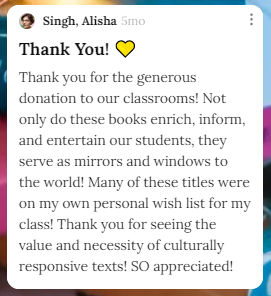 Singh, Alisha 5mo
Thank You! 💛
Thank you for the generous
donation to our classrooms! Not
only do these books enrich, inform,
and entertain our students, they
serve as mirrors and windows to
the world! Many of these titles were
on my own personal wish list for my
class! Thank you for seeing the
value and necessity of culturally
responsive texts! SO appreciated!